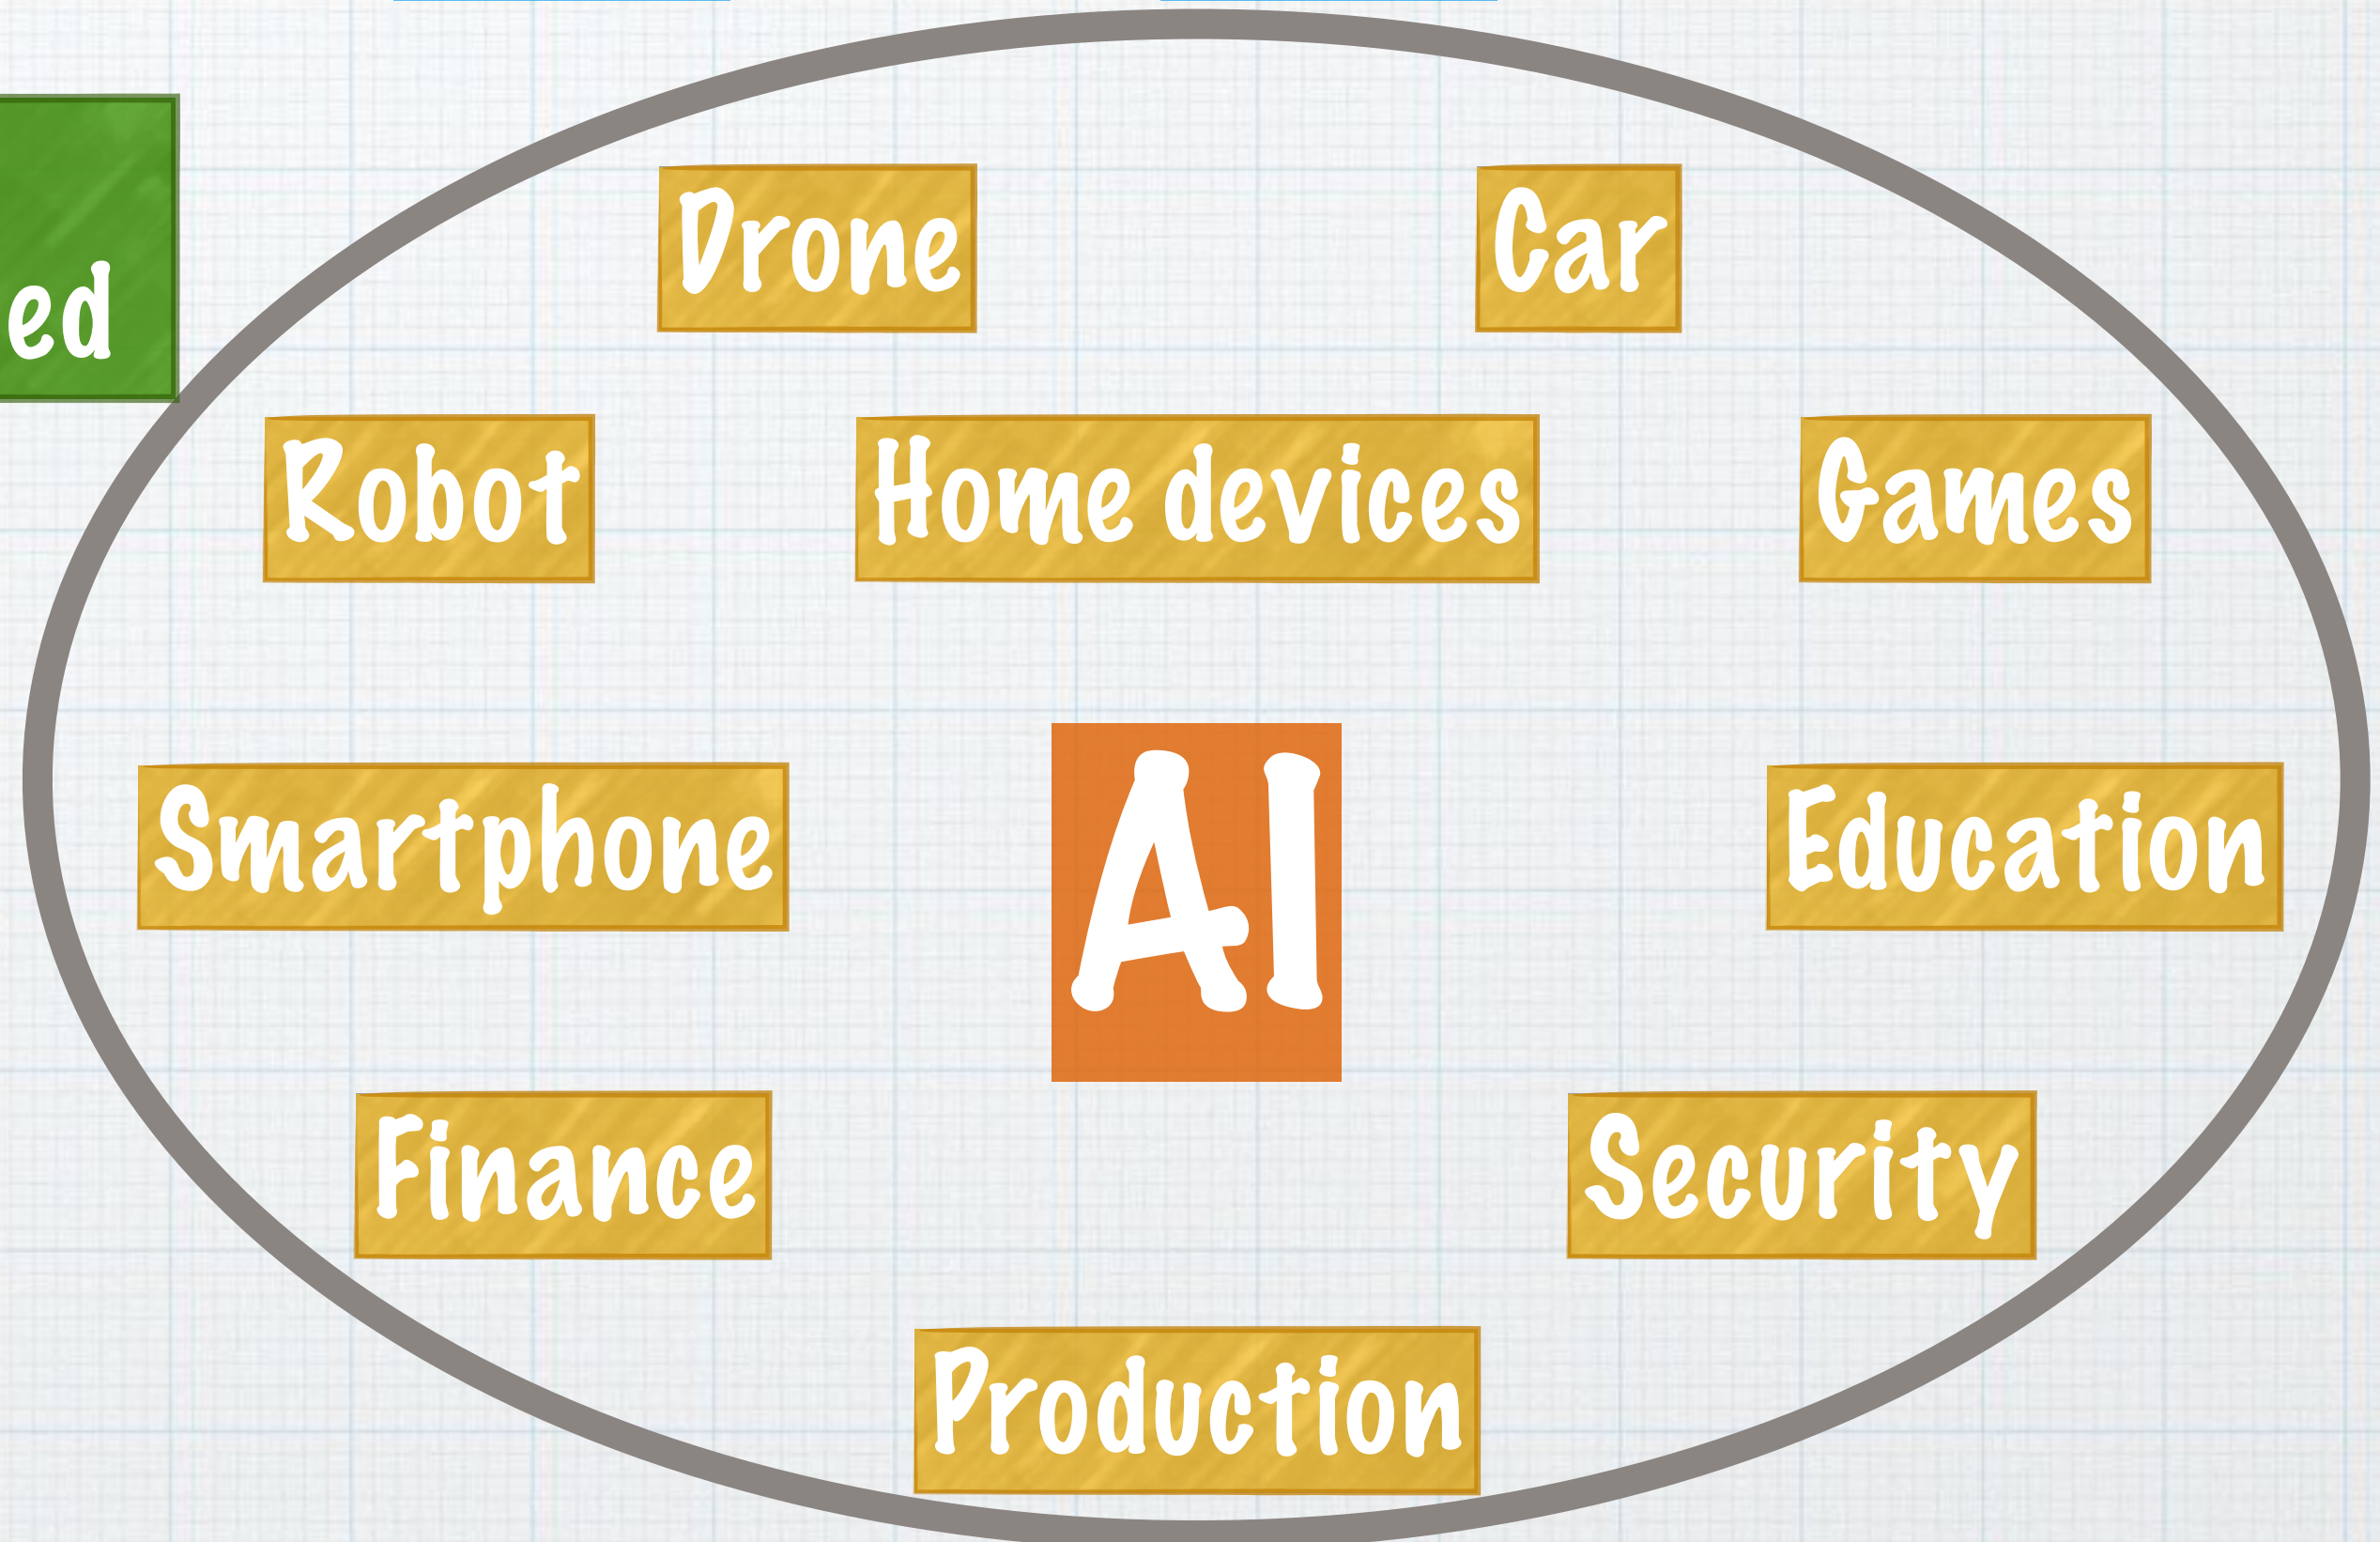 Drone
Car
ed
Robot
Home devices
Games
Smartphone
AI
Education
Finance
Security
Production